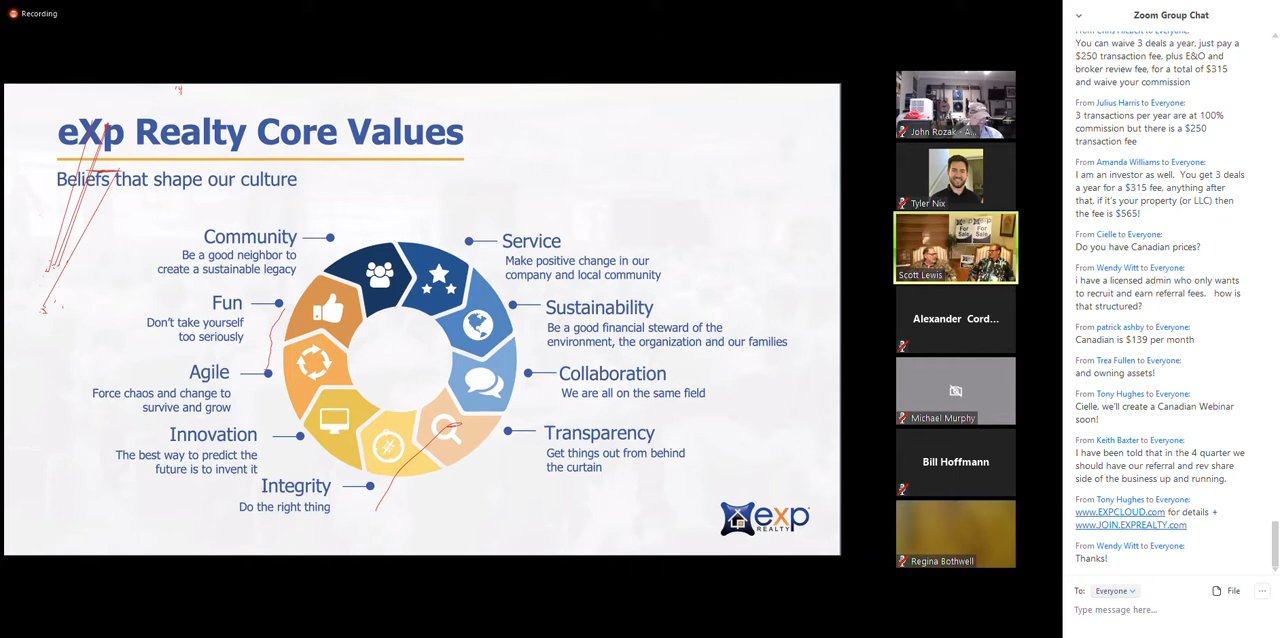 Recording
eXp Realty Core Values
Beliefs that shape our culture
Community
Be a good neighbor to
create a sustainable legacy
Fun
Don't take yourself
too seriously
Agile
Force chaos and change to
survive and grow
Innovation
The best way to predict the
future is to invent it
Integrity
Do the right thing
Service
Make positive change in our
company and local community
Sustainability
Be a good financial steward of the
environment, the organization and our families
Collaboration
We are all on the same field
Transparency
Get things out from behind
the curtain
exp
REALTY
John Rozak - A...
Tyler Nix
eXp
For
Sale
For
Sale
Scott Lewis
Alexander Cord...
Michael Murphy
Bill Hoffmann
Regina Bothwell
Zoom Group Chat
to Everyone:
You can waive 3 deals a year, just pay a
$250 transaction fee, plus E&O and
broker review fee, for a total of $315
and waive your commission
From Julius Harris to Everyone:
3 transactions per year are at 100%
commission but there is a $250
transaction fee
From Amanda Williams to Everyone:
I am an investor as well. You get 3 deals
a year for a $315 fee, anything after
that, if it's your property (or LLC) then
the fee is $565!
From Cielle to Everyone:
Do you have Canadian prices?
From Wendy Witt to Everyone:
i have a licensed admin who only wants
to recruit and earn referral fees. how is
that structured?
From patrick ashby to Everyone:
Canadian is $139 per month
From Trea Fullen to Everyone:
and owning assets!
From Tony Hughes to Everyone:
Cielle, we'll create a Canadian Webinar
soon!
From Keith Baxter to Everyone:
I have been told that in the 4 quarter we
should have our referral and rev share
side of the business up and running.
From Tony Hughes to Everyone:
www.EXPCLOUD.com for details +
www.JOIN.EXPREALTY.com
From Wendy Witt to Everyone:
Thanks!
To: Everyone File ...
Type message here...